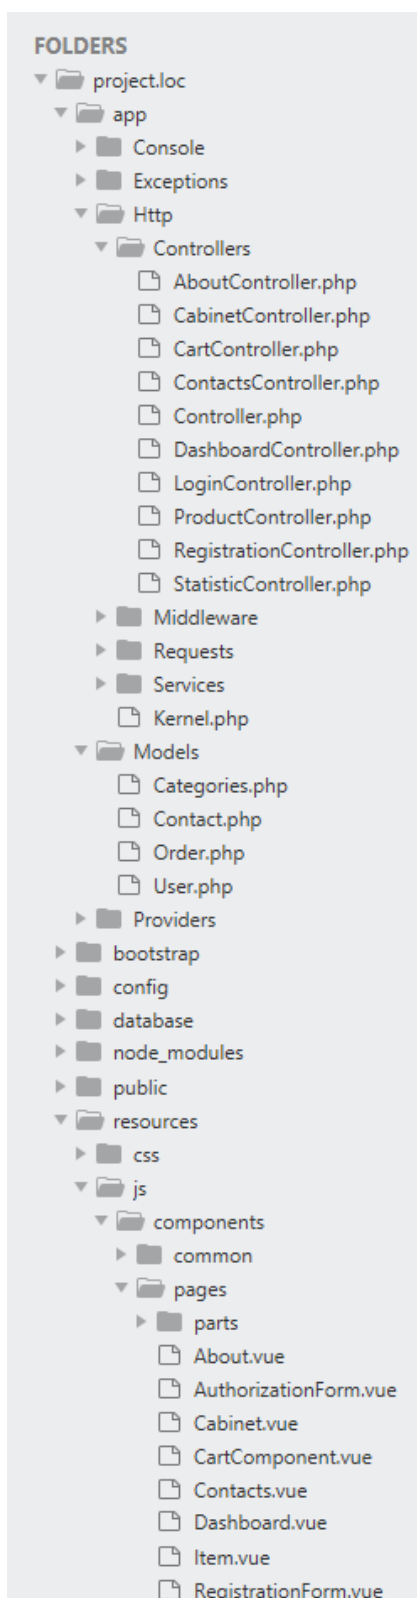 FOLDERS
project.loc
app
Console
Exceptions
Http
Controllers
AboutController.php
CabinetController.php
CartController.php
ContactsController.php
Controller.php
DashboardController.php
LoginController.php
ProductController.php
RegistrationController.php
StatisticController.php
Middleware
Requests
Services
Kernel.php
Models
Categories.php
Contact.php
Order.php
User.php
Providers
bootstrap
config
database
node_modules
public
resources
css
js
components
common
pages
parts
About.vue
AuthorizationForm.vue
Cabinet.vue
CartComponent.vue
Contacts.vue
Dashboard.vue
Item.vue
RegistrationForm.vue